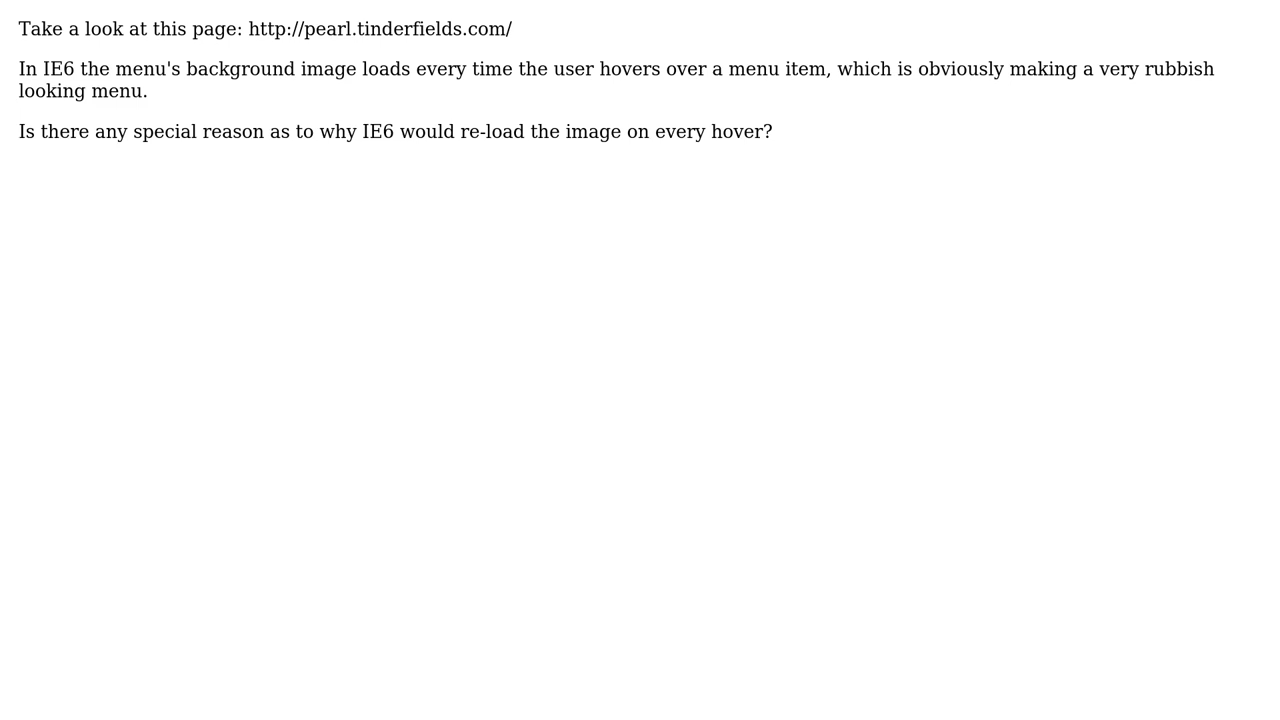 Take a look at this page: http://pearl.tinderfields.com/
In IE6 the menu's background image loads every time the user hovers over a menu item, which is obviously making a very rubbish
looking menu.
Is there any special reason as to why IE6 would re-load the image on every hover?